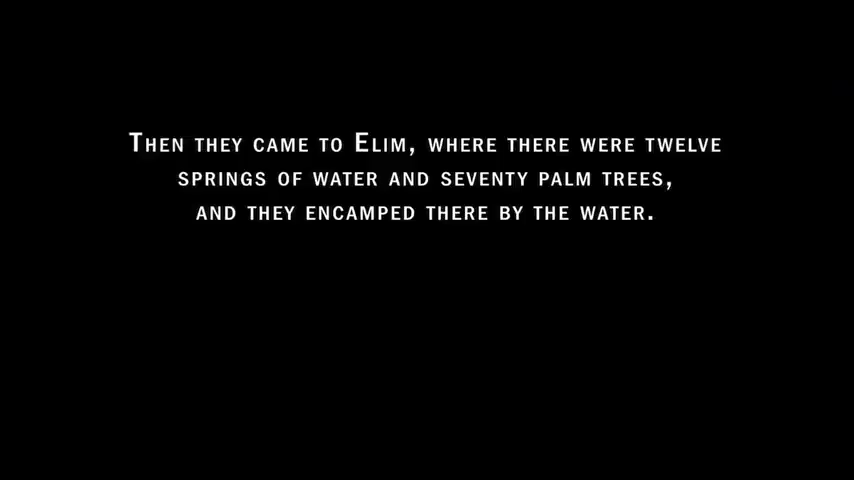 Then they came to Elim, where there were twelve
springs of water and seventy palm trees,
and they encamped there by the water.